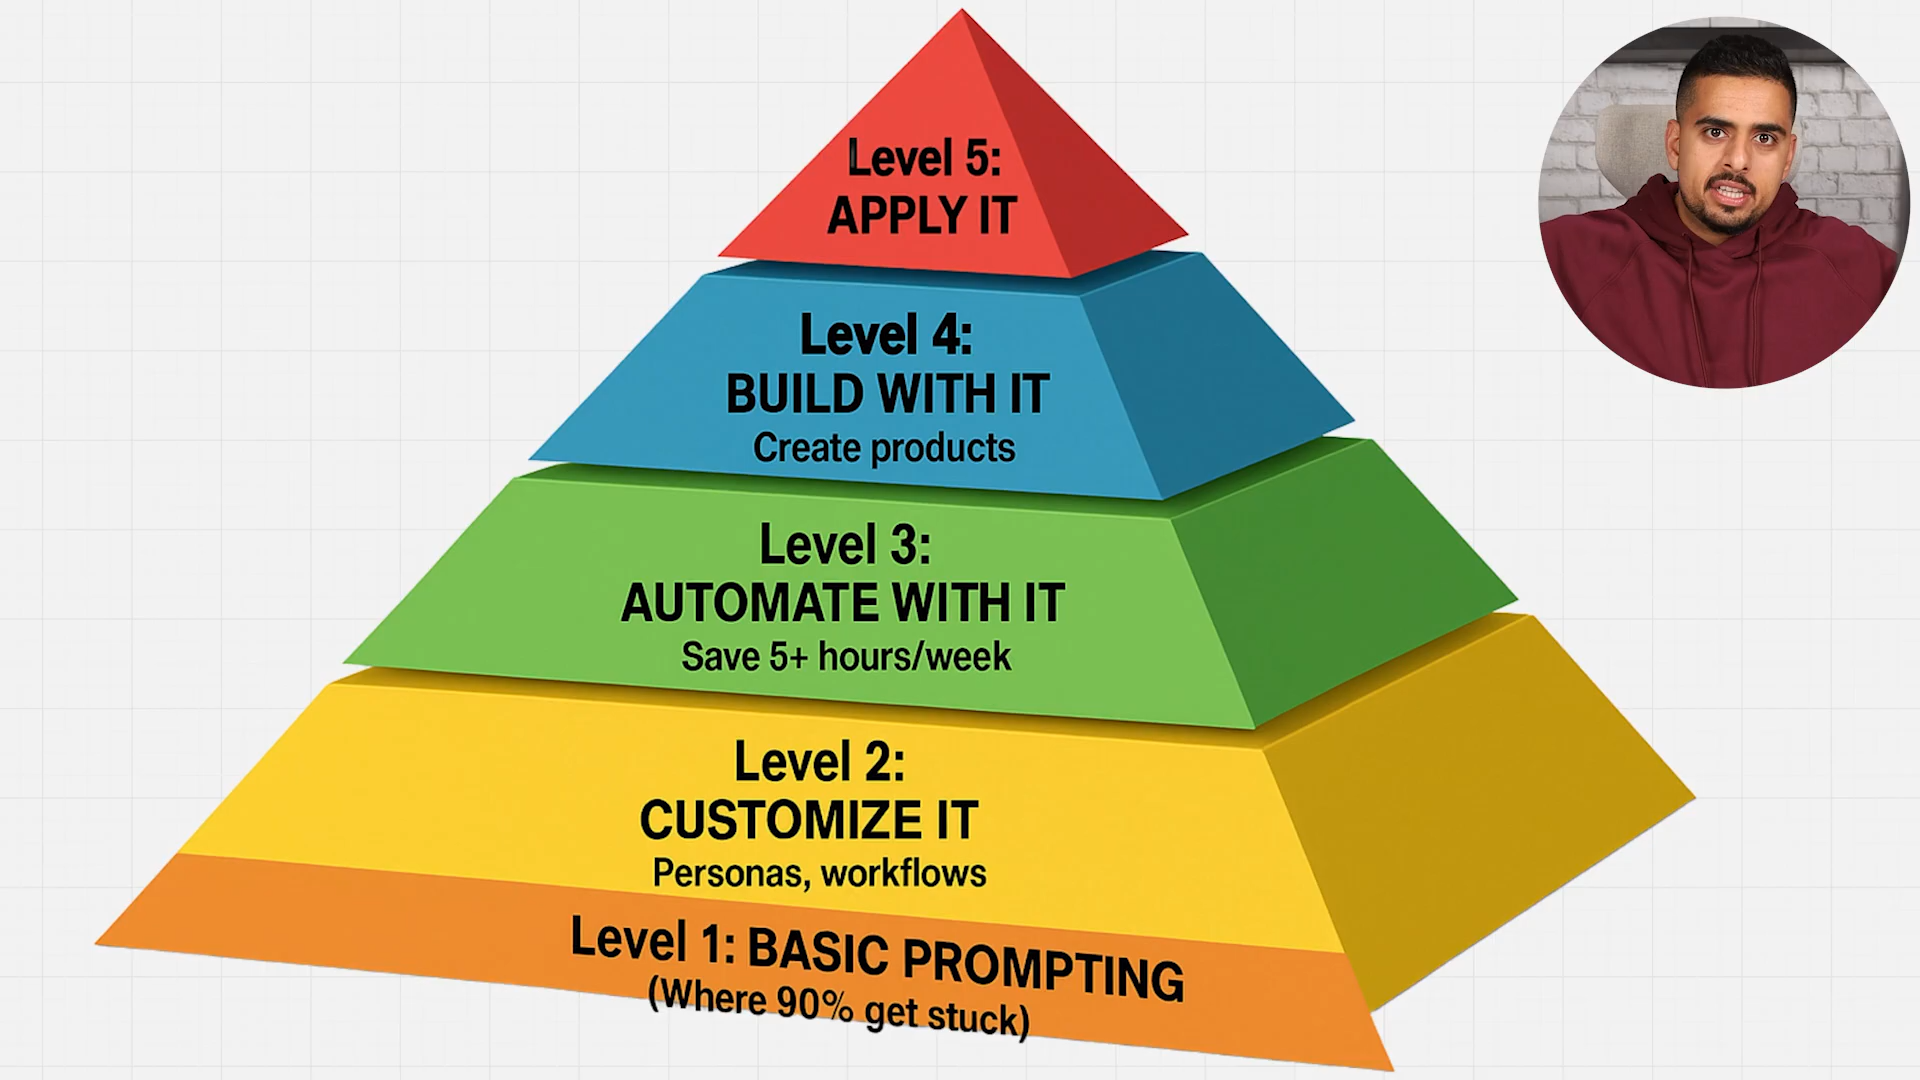 Level 5:
APPLY IT
Level 4:
BUILD WITH IT
Create products
Level 3:
AUTOMATE WITH IT
Save 5+ hours/week
Level 2:
CUSTOMIZE IT
Personas, workflows
Level 1: BASIC PROMPTING
(Where 90% get stuck)